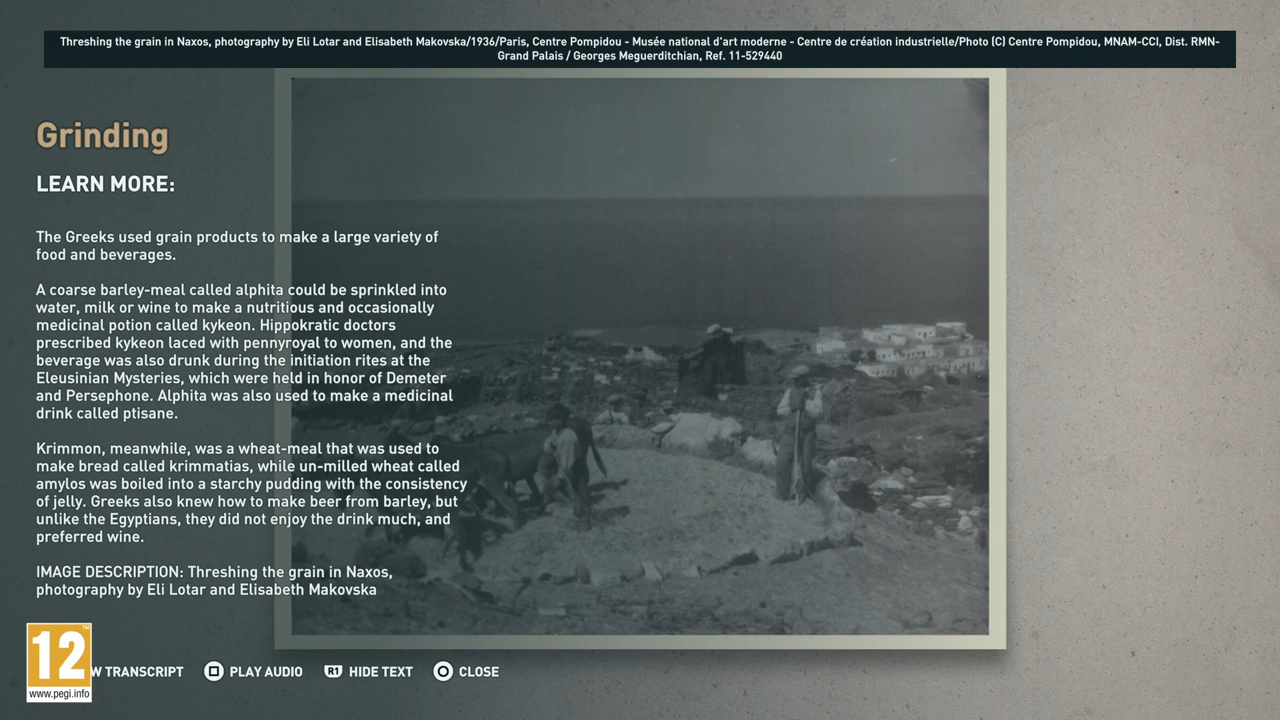 Threshing the grain in Naxos, photography by Eli Lotar and Elisabeth Makovska/1936/Paris, Centre Pompidou - Musée national d'art moderne - Centre de création industrielle/Photo (C) Centre Pompidou, MNAM-CCI, Dist. RMN-
Grand Palais / Georges Meguerditchian, Ref. 11-529440
Grinding
LEARN MORE:
The Greeks used grain products to make a large variety of
food and beverages.
A coarse barley-meal called alphita could be sprinkled into
water, milk or wine to make a nutritious and occasionally
medicinal potion called kykeon. Hippokratic doctors
prescribed kykeon laced with pennyroyal to women, and the
beverage was also drunk during the initiation rites at the
Eleusinian Mysteries, which were held in honor of Demeter
and Persephone. Alphita was also used to make a medicinal
drink called ptisane.
Krimmon, meanwhile, was a wheat-meal that was used to
make bread called krimmatias, while un-milled wheat called
amylos was boiled into a starchy pudding with the consistency
of jelly. Greeks also knew how to make beer from barley, but
unlike the Egyptians, they did not enjoy the drink much, and
preferred wine.
IMAGE DESCRIPTION: Threshing the grain in Naxos,
photography by Eli Lotar and Elisabeth Makovska
12™
www.pegi.info
W TRANSCRIPT PLAY AUDIO R1 HIDE TEXT CLOSE